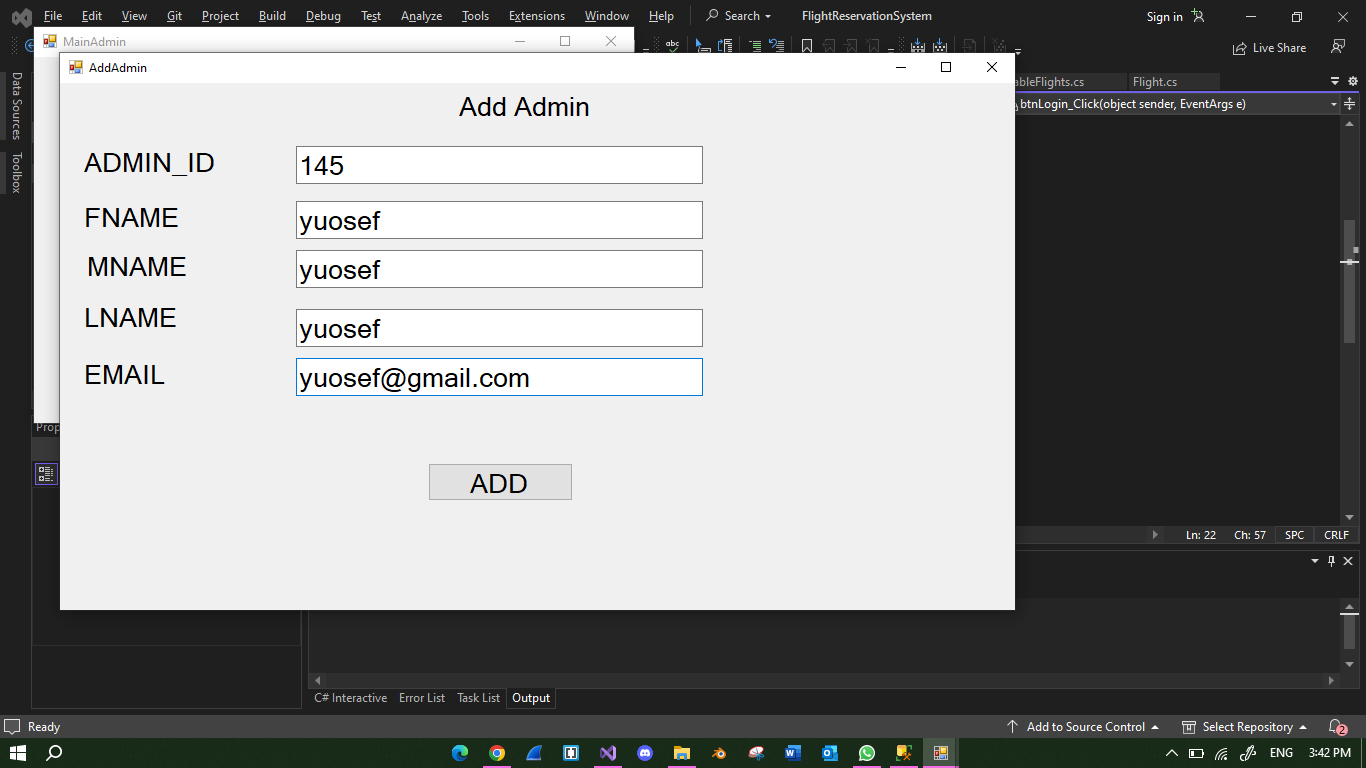 File Edit View Git Project Build Debug Test Analyze Tools Extensions Window Help Search FlightReservationSystem Sign in
MainAdmin
abc
Live Share
AddAdmin
Data Sources
Toolbox
ableFlights.cs Flight.cs
btnLogin_Click(object sender, EventArgs e)
Add Admin
ADMIN_ID 145
FNAME yuosef
MNAME yuosef
LNAME yuosef
EMAIL yuosef@gmail.com
Prop
ADD
Ln: 22 Ch: 57 SPC CRLF
C# Interactive Error List Task List Output
Ready Add to Source Control Select Repository 2
ENG 3:42 PM